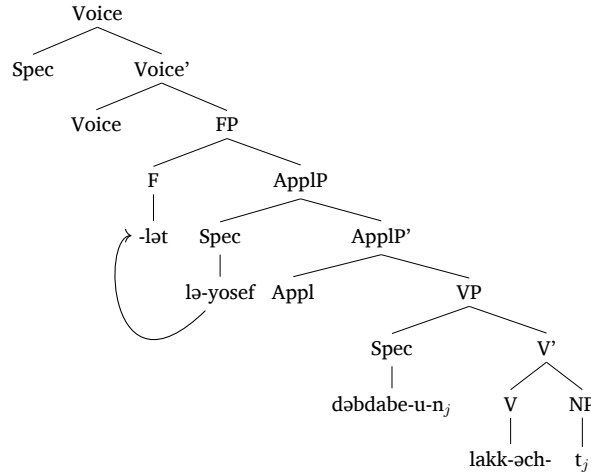 Voice
Spec Voice’
Voice FP
F ApplP
-lət Spec ApplP’
lə-yosef Appl VP
Spec V’
dəbdabe-u-nⱼ V NP
lakk-əch- tⱼ